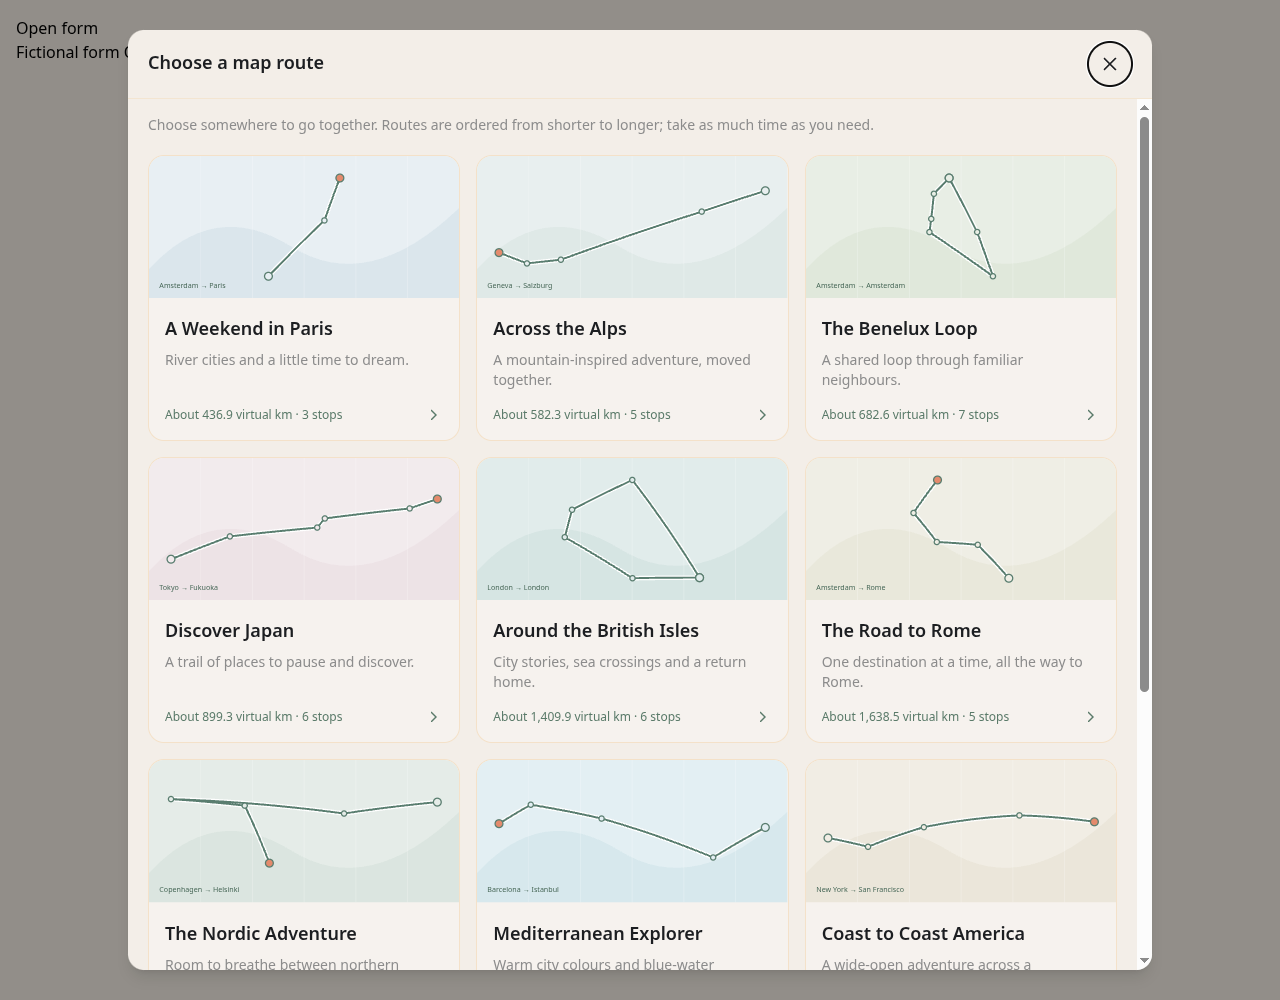 Open form
Fictional form
Choose a map route
Choose somewhere to go together. Routes are ordered from shorter to longer; take as much time as you need.
Amsterdam → Paris
A Weekend in Paris
River cities and a little time to dream.
About 436.9 virtual km · 3 stops
Geneva → Salzburg
Across the Alps
A mountain-inspired adventure, moved
together.
About 582.3 virtual km · 5 stops
Amsterdam → Amsterdam
The Benelux Loop
A shared loop through familiar
neighbours.
About 682.6 virtual km · 7 stops
Tokyo → Fukuoka
Discover Japan
A trail of places to pause and discover.
About 899.3 virtual km · 6 stops
London → London
Around the British Isles
City stories, sea crossings and a return
home.
About 1,409.9 virtual km · 6 stops
Amsterdam → Rome
The Road to Rome
One destination at a time, all the way to
Rome.
About 1,638.5 virtual km · 5 stops
Copenhagen → Helsinki
The Nordic Adventure
Room to breathe between northern
Barcelona → Istanbul
Mediterranean Explorer
Warm city colours and blue-water
New York → San Francisco
Coast to Coast America
A wide-open adventure across a